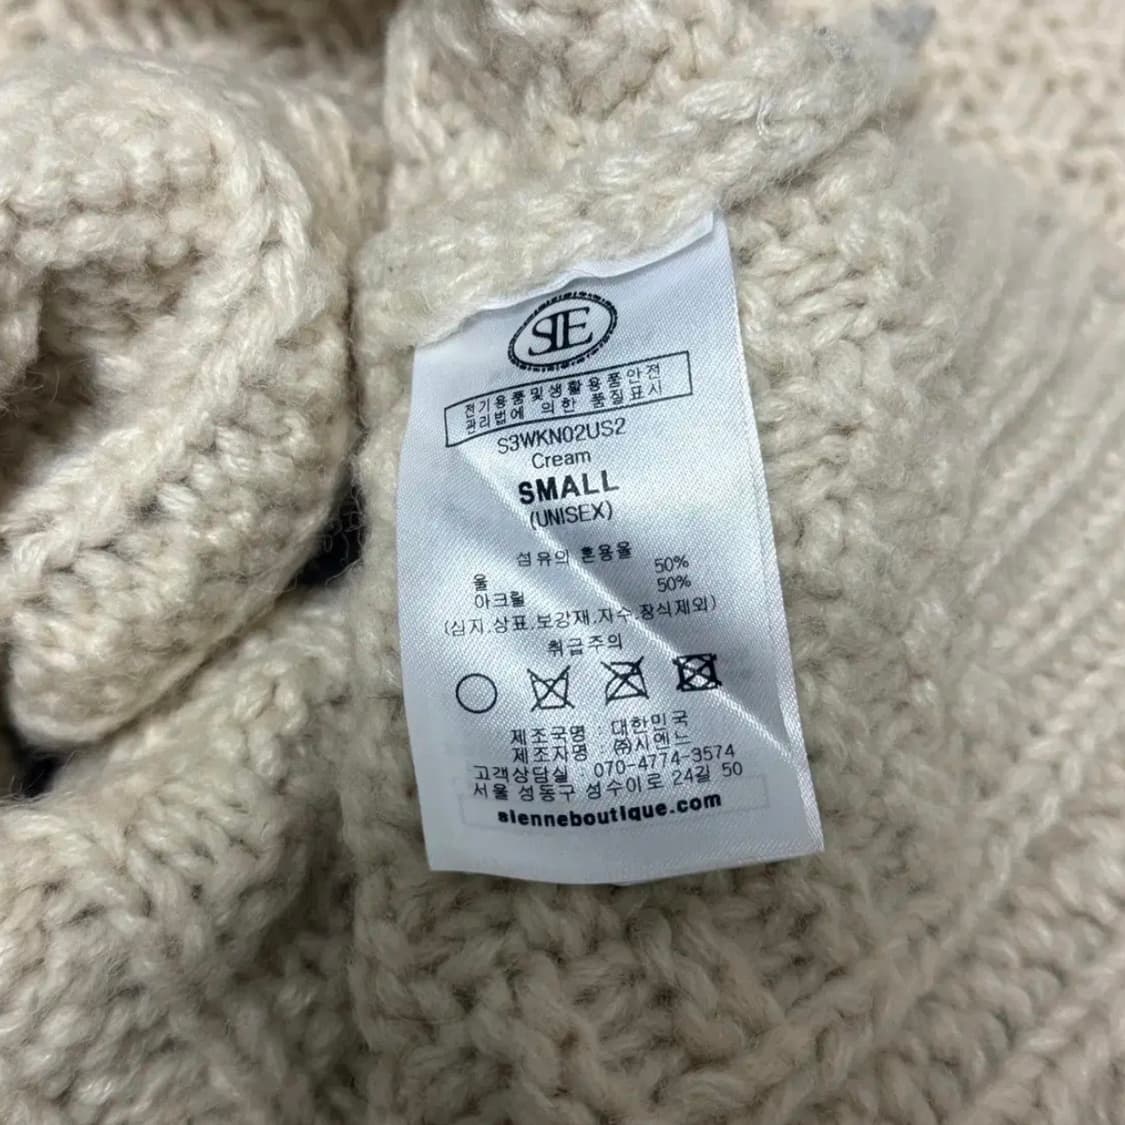 SIE
전기용품및생활용품안전
관리법에 의한 품질표시
S3WKN02US2
Cream
SMALL
(UNISEX)
섬유의 혼용율
울 50%
아크릴 50%
(심지,상표,보강재,자수,장식제외)
취급주의
제조국명 : 대한민국
제조자명 : ㈜시엔느
고객상담실 : 070-4774-3574
서울 성동구 성수이로 24길 50
sienneboutique.com